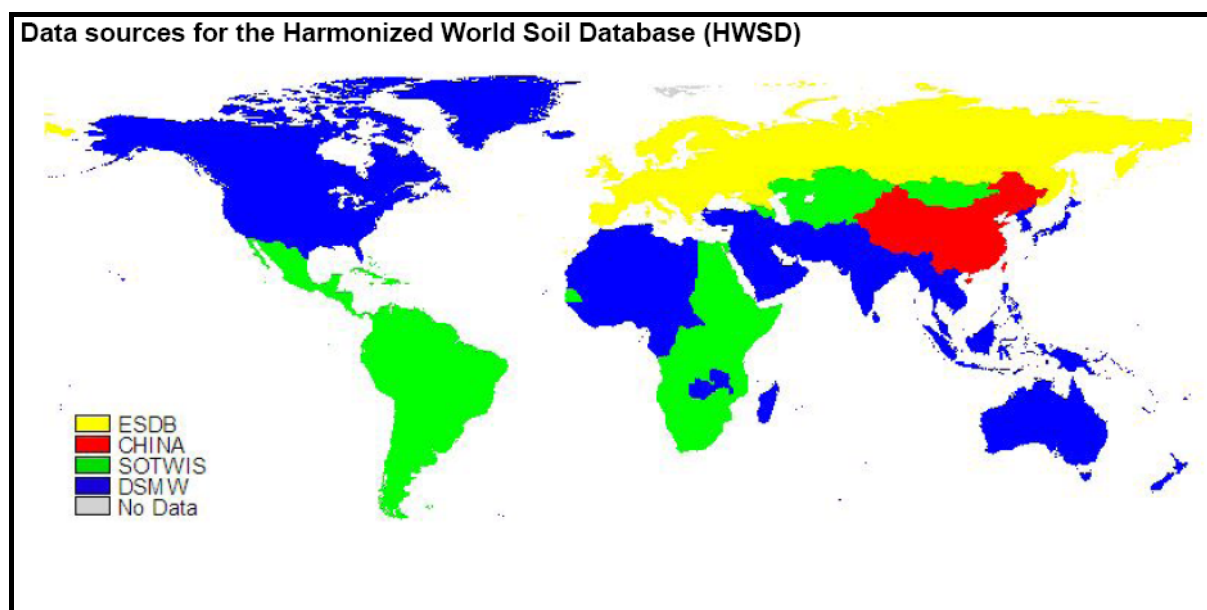 Data sources for the Harmonized World Soil Database (HWSD)
ESDB
CHINA
SOTWIS
DSMW
No Data